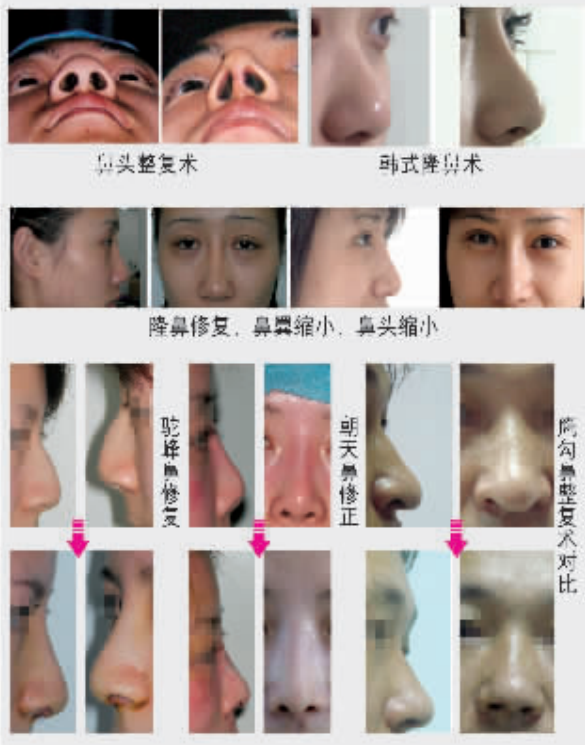 鼻头整复术
韩式隆鼻术
隆鼻修复、鼻翼缩小、鼻头缩小
驼峰鼻修复
朝天鼻修正
鹰勾鼻整复术对比